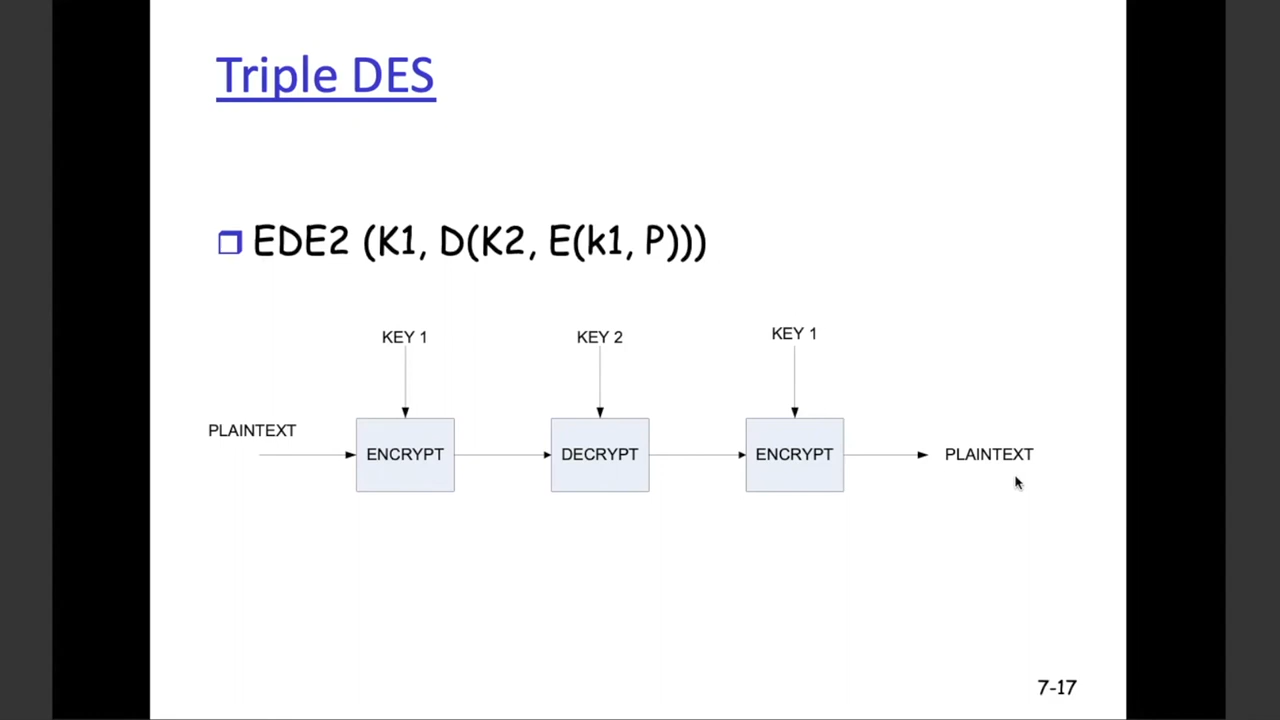 Triple DES
EDE2 (K1, D(K2, E(k1, P)))
KEY 1
KEY 2
KEY 1
PLAINTEXT
ENCRYPT
DECRYPT
ENCRYPT
PLAINTEXT
7-17